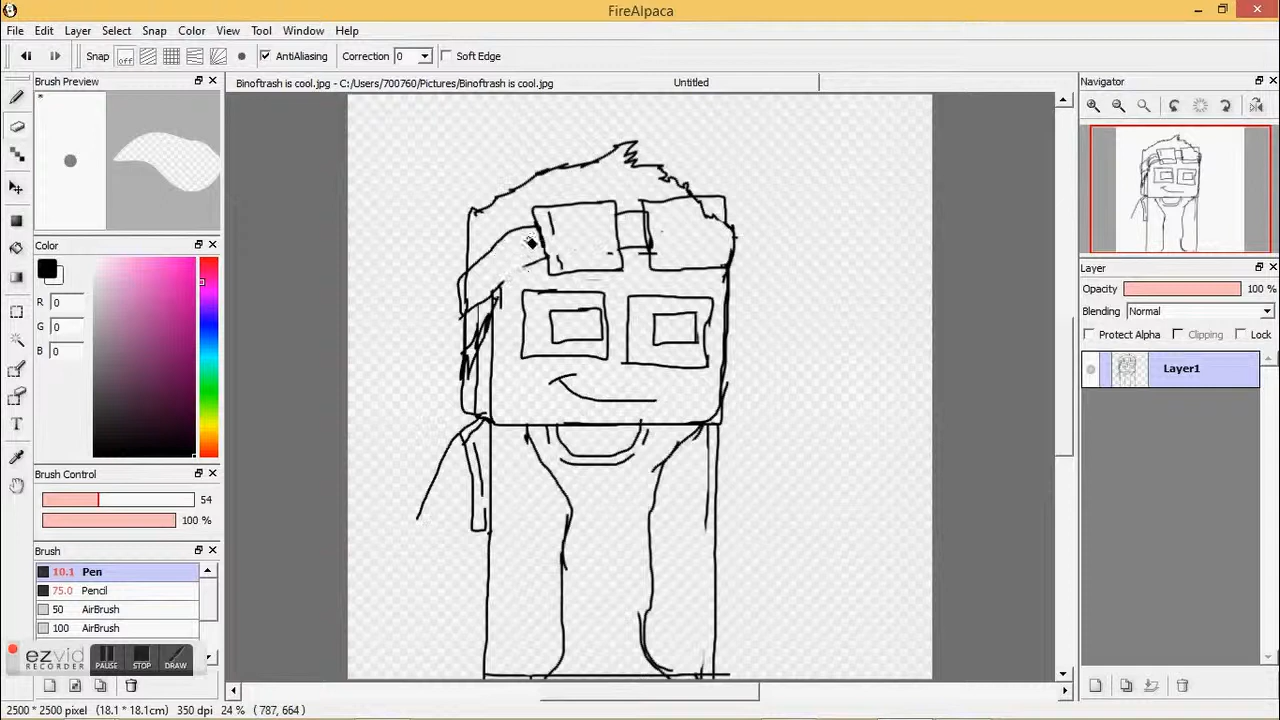 FireAlpaca
File Edit Layer Select Snap Color View Tool Window Help
Snap off AntiAliasing Correction 0 Soft Edge
Brush Preview
Binoftrash is cool.jpg - C:/Users/700760/Pictures/Binoftrash is cool.jpg Untitled
Navigator
Color
R 0
G 0
B 0
Layer
Opacity 100 %
Blending Normal
Protect Alpha Clipping Lock
Layer1
Brush Control
54
100 %
Brush
10.1 Pen
75.0 Pencil
50 AirBrush
100 AirBrush
ezvid
RECORDER
PAUSE STOP DRAW
2500 * 2500 pixel (18.1 * 18.1cm) 350 dpi 24 % (787, 664)